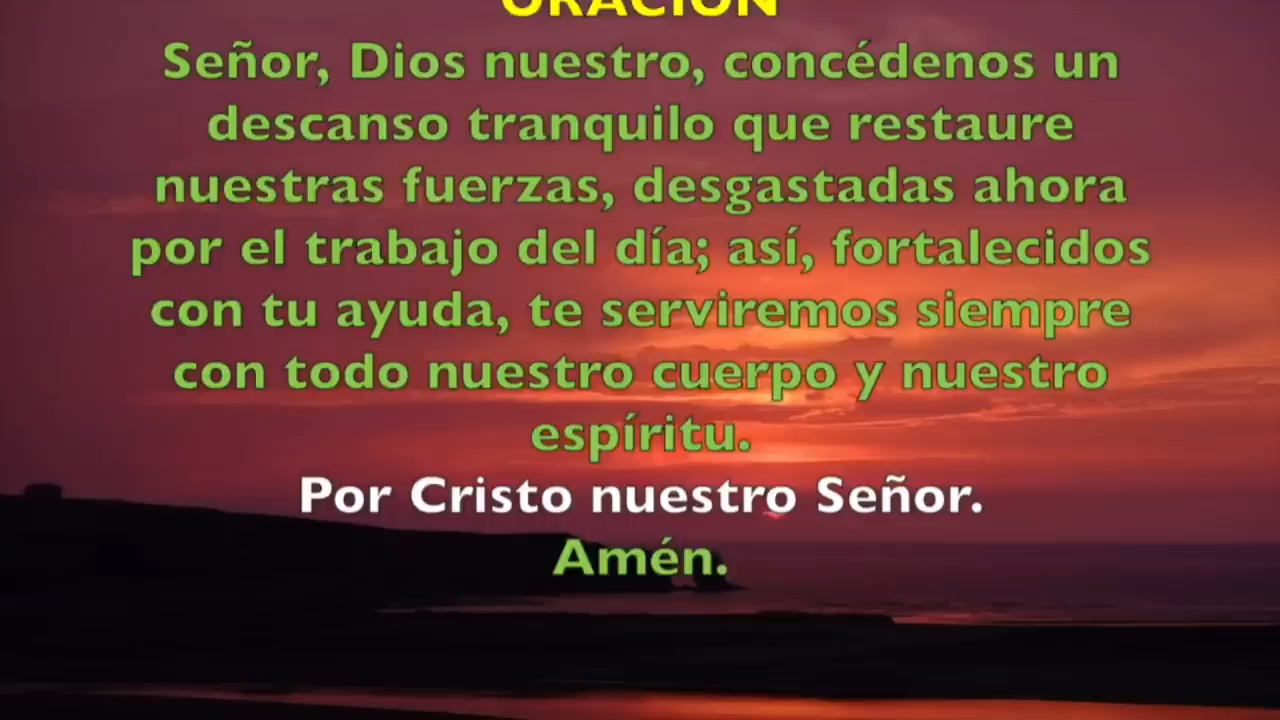 ORACIÓN
Señor, Dios nuestro, concédenos un
descanso tranquilo que restaure
nuestras fuerzas, desgastadas ahora
por el trabajo del día; así, fortalecidos
con tu ayuda, te serviremos siempre
con todo nuestro cuerpo y nuestro
espíritu.
Por Cristo nuestro Señor.
Amén.